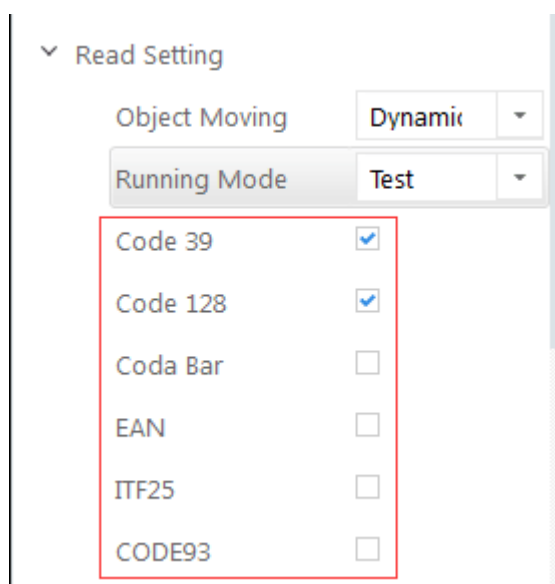 Read Setting
Object Moving Dynamic
Running Mode Test
Code 39
Code 128
Coda Bar
EAN
ITF25
CODE93